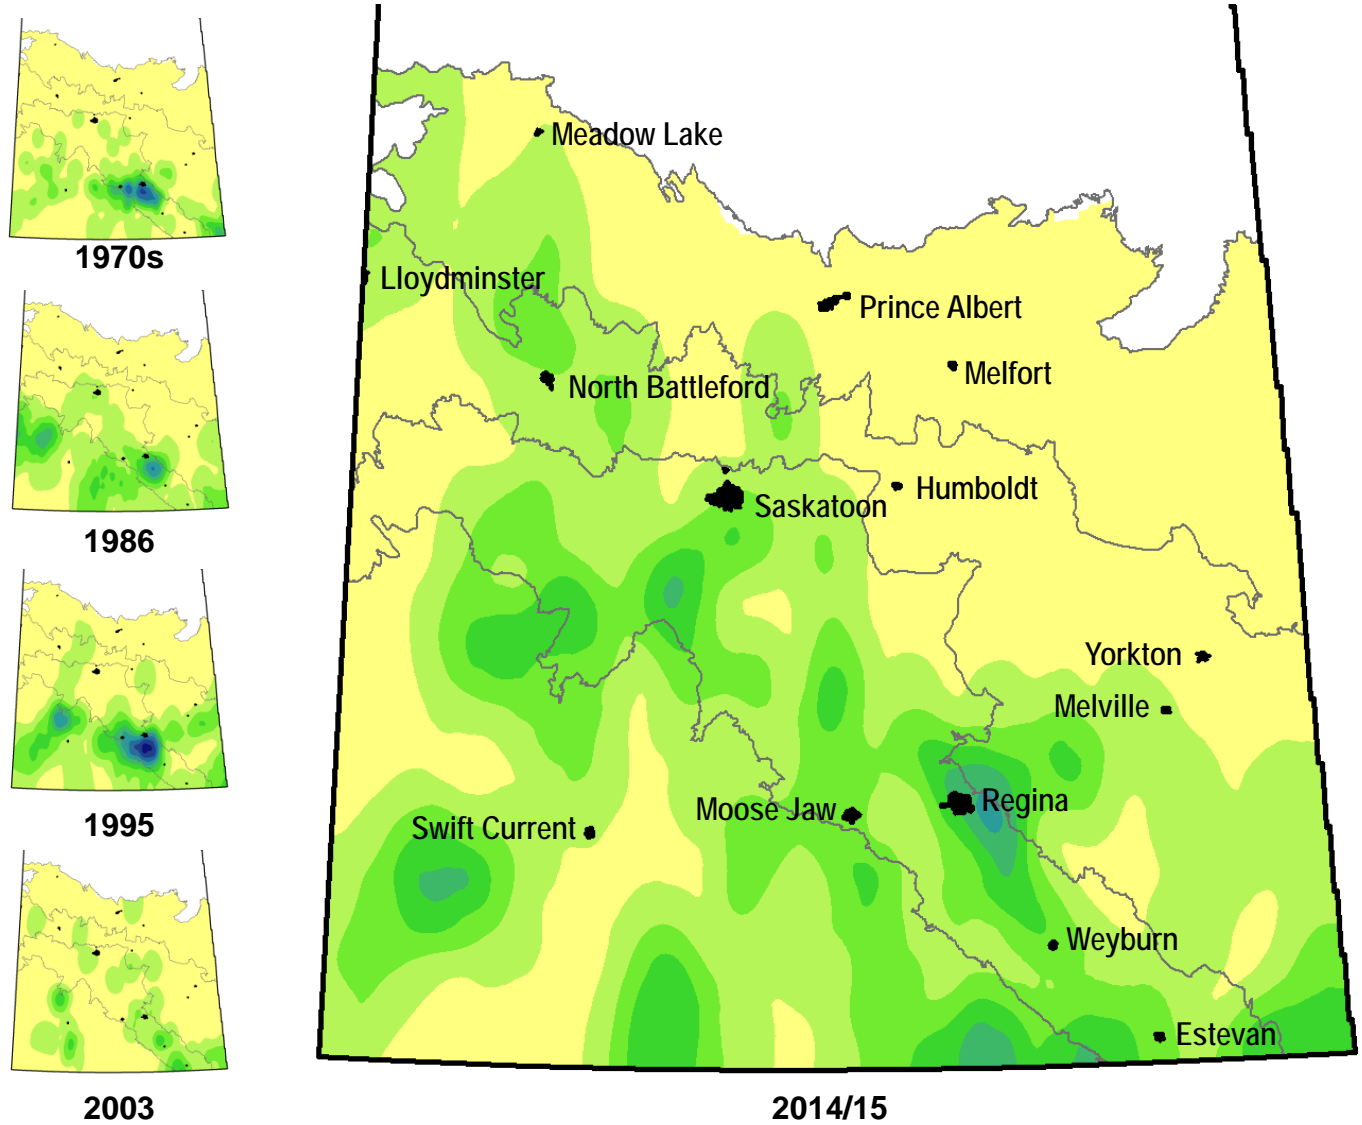 Meadow Lake
1970s
Lloydminster
Prince Albert
Melfort
North Battleford
Humboldt
Saskatoon
1986
Yorkton
Melville
Regina
Moose Jaw
1995
Swift Current
Weyburn
Estevan
2003
2014/15